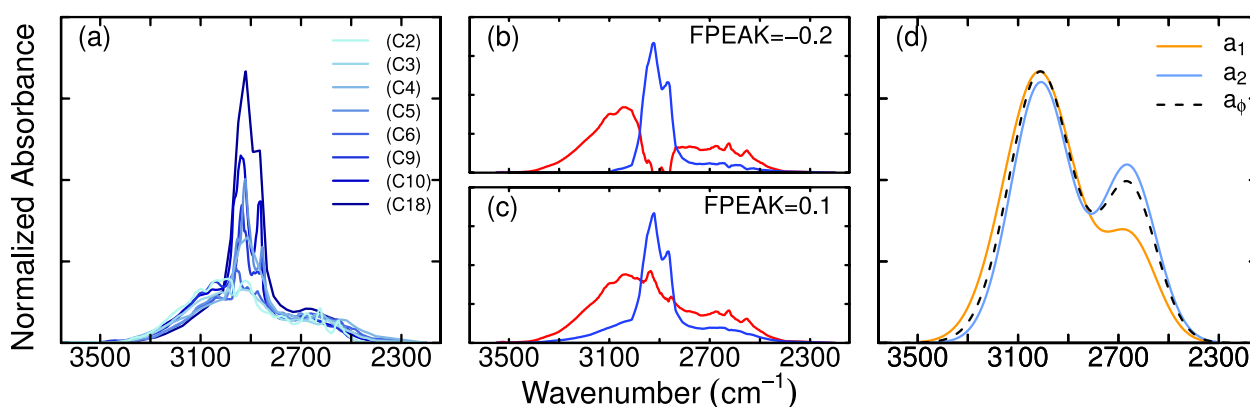 Normalized Absorbance
(a)
(C2)
(C3)
(C4)
(C5)
(C6)
(C9)
(C10)
(C18)
3500 3100 2700 2300
(b)
FPEAK=−0.2
(c)
FPEAK=0.1
3500 3100 2700 2300
Wavenumber (cm⁻¹)
(d)
a₁
a₂
aϕ
3500 3100 2700 2300